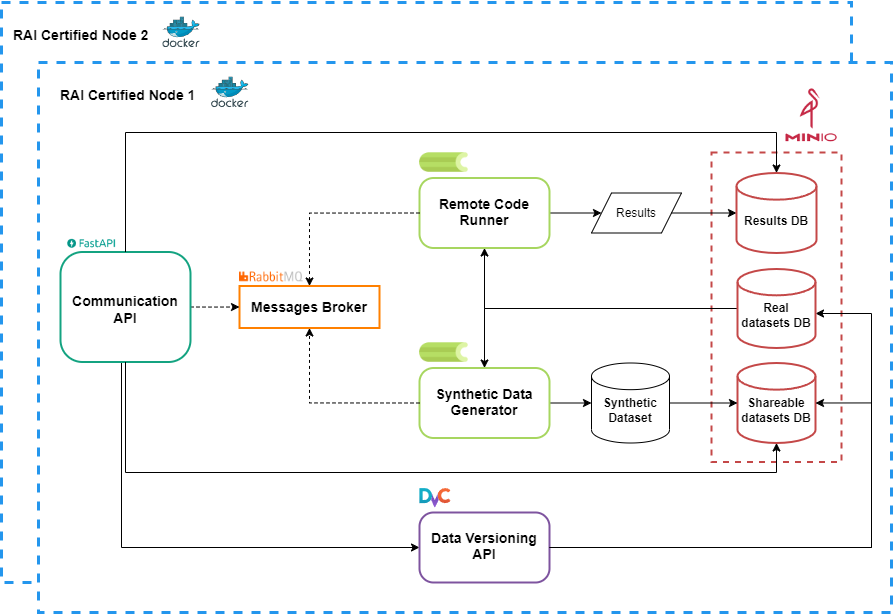 RAI Certified Node 2
docker
RAI Certified Node 1
docker
MINIO
Remote Code
Runner
Results
Results DB
FastAPI
RabbitMQ
Communication
API
Messages Broker
Real
datasets DB
Synthetic Data
Generator
Synthetic
Dataset
Shareable
datasets DB
DVC
Data Versioning
API